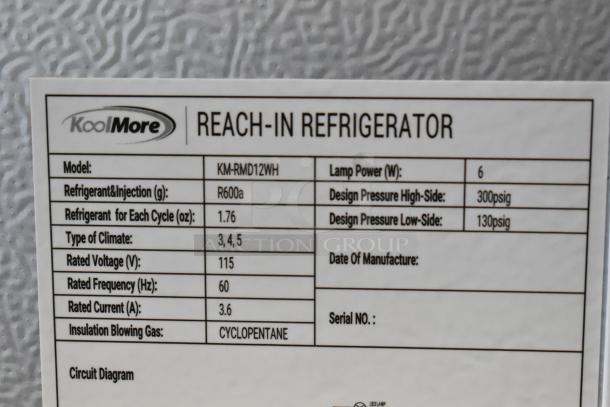 KoolMore
REACH-IN REFRIGERATOR
Model: KM-RMD12WH
Refrigerant&Injection (g): R600a
Refrigerant for Each Cycle (oz): 1.76
Type of Climate: 3, 4, 5
Rated Voltage (V): 115
Rated Frequency (Hz): 60
Rated Current (A): 3.6
Insulation Blowing Gas: CYCLOPENTANE
Lamp Power (W): 6
Design Pressure High-Side: 300psig
Design Pressure Low-Side: 130psig
Date Of Manufacture:
Serial NO. :
Circuit Diagram
AUCTION GROUP